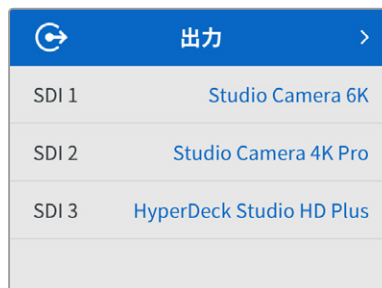 出力
SDI 1 Studio Camera 6K
SDI 2 Studio Camera 4K Pro
SDI 3 HyperDeck Studio HD Plus